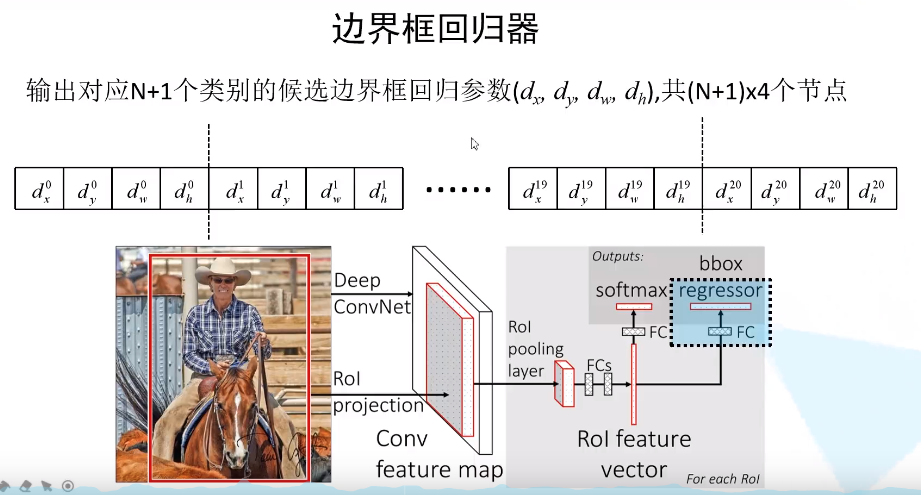 边界框回归器
输出对应N+1个类别的候选边界框回归参数(dx, dy, dw, dh),共(N+1)x4个节点
d_x^0 d_y^0 d_w^0 d_h^0 d_x^1 d_y^1 d_w^1 d_h^1 …… d_x^19 d_y^19 d_w^19 d_h^19 d_x^20 d_y^20 d_w^20 d_h^20
Deep
ConvNet
RoI
projection
Conv
feature map
RoI
pooling
layer
FCs
Outputs:
softmax
bbox
regressor
FC
FC
RoI feature
vector
For each RoI